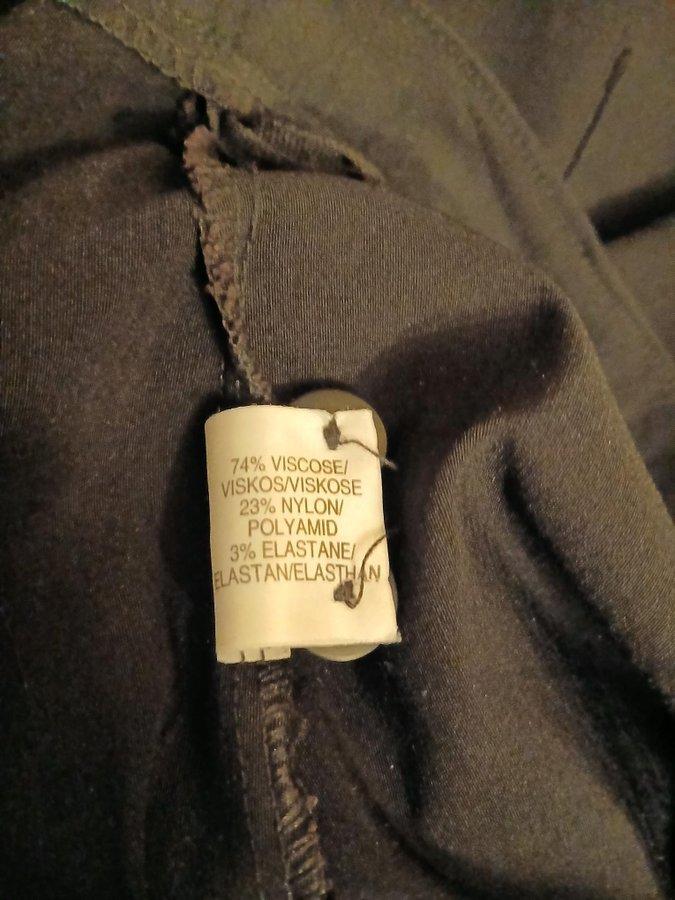 74% VISCOSE/
VISKOS/VISKOSE
23% NYLON/
POLYAMID
3% ELASTANE/
ELASTAN/ELASTHAN